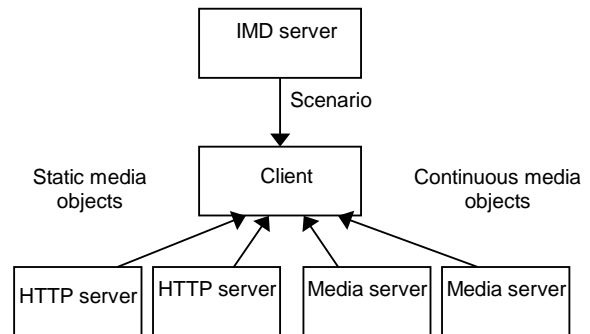 IMD server
Scenario
Client
Static media
objects
Continuous media
objects
HTTP server
HTTP server
Media server
Media server